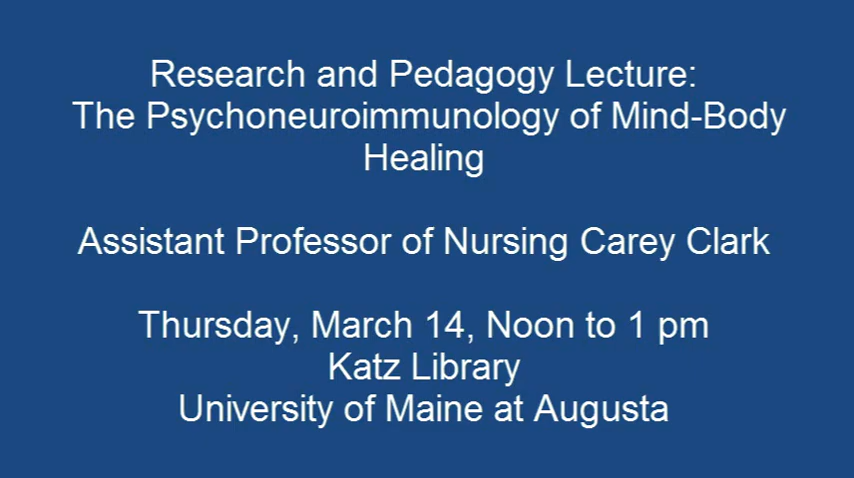 Research and Pedagogy Lecture:
The Psychoneuroimmunology of Mind-Body
Healing
Assistant Professor of Nursing Carey Clark
Thursday, March 14, Noon to 1 pm
Katz Library
University of Maine at Augusta